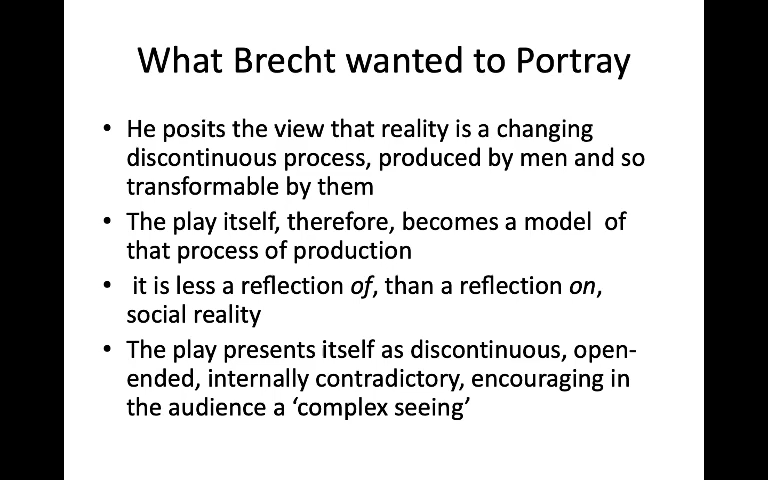 What Brecht wanted to Portray
• He posits the view that reality is a changing
discontinuous process, produced by men and so
transformable by them
• The play itself, therefore, becomes a model  of
that process of production
•  it is less a reflection of, than a reflection on,
social reality
• The play presents itself as discontinuous, open-
ended, internally contradictory, encouraging in
the audience a ‘complex seeing’